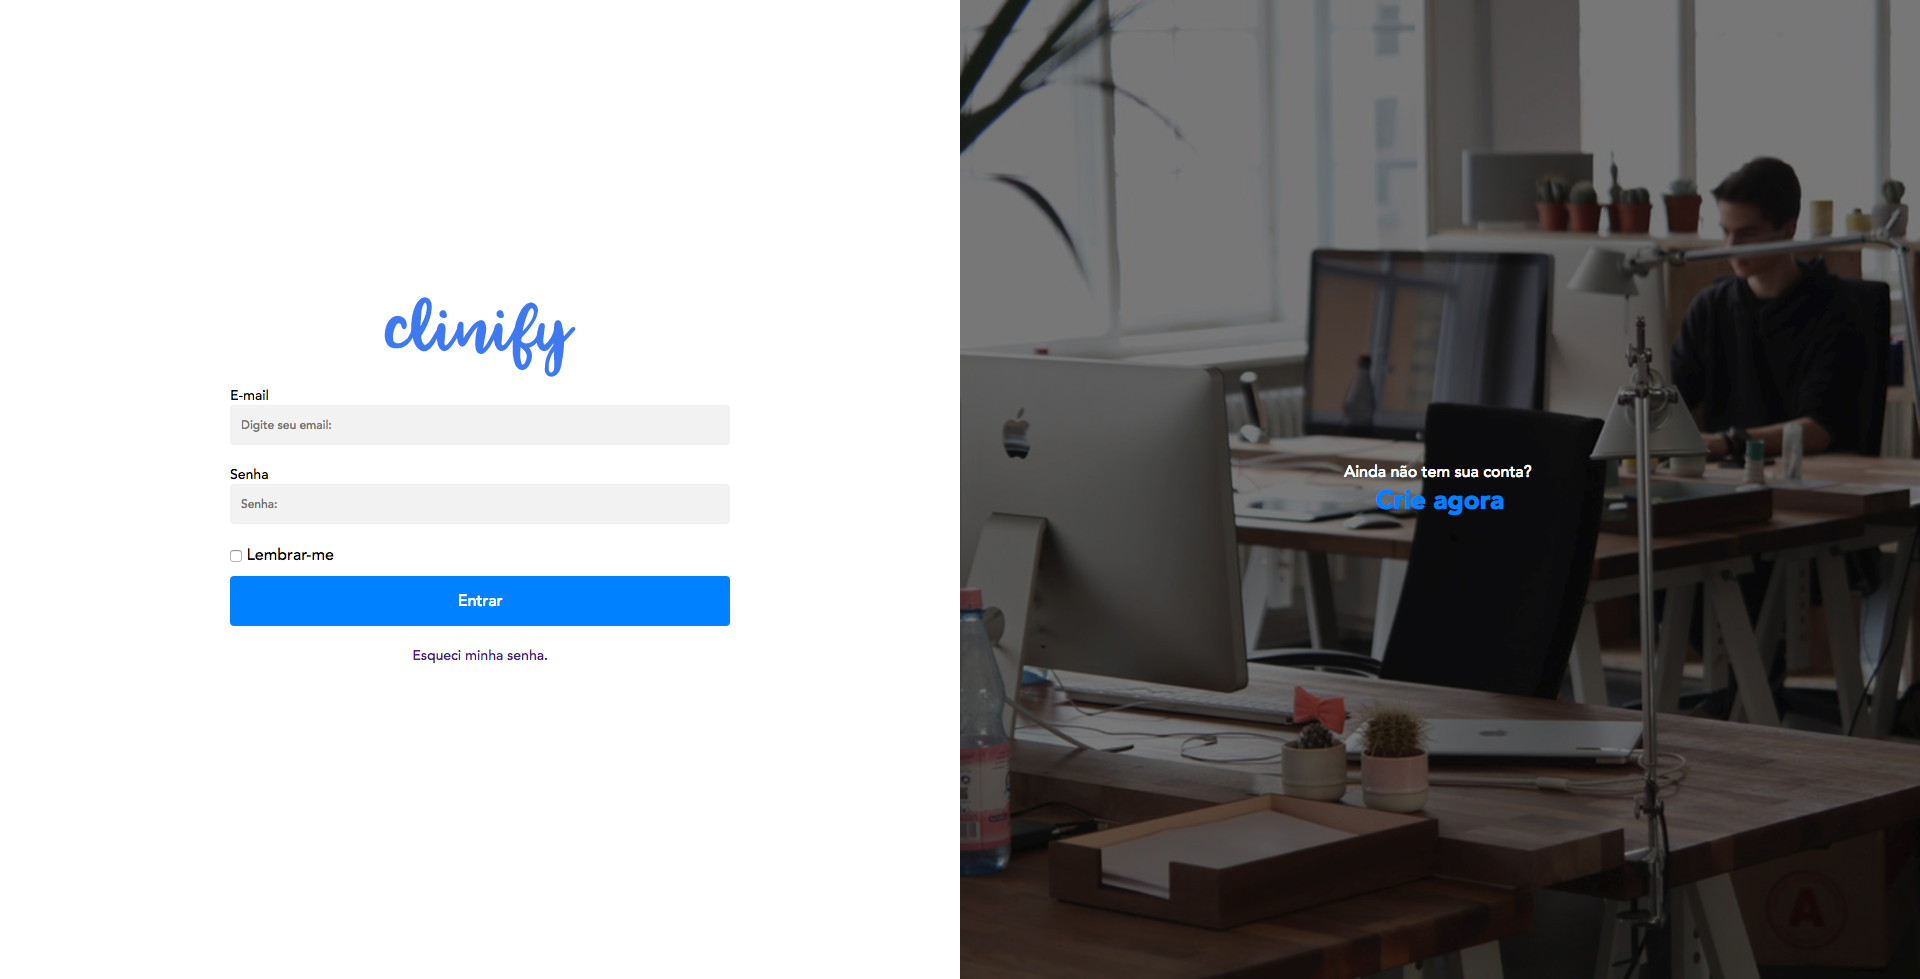 clinify
E-mail
Digite seu email:
Senha
Senha:
Lembrar-me
Entrar
Esqueci minha senha.
Ainda não tem sua conta?
Crie agora
A